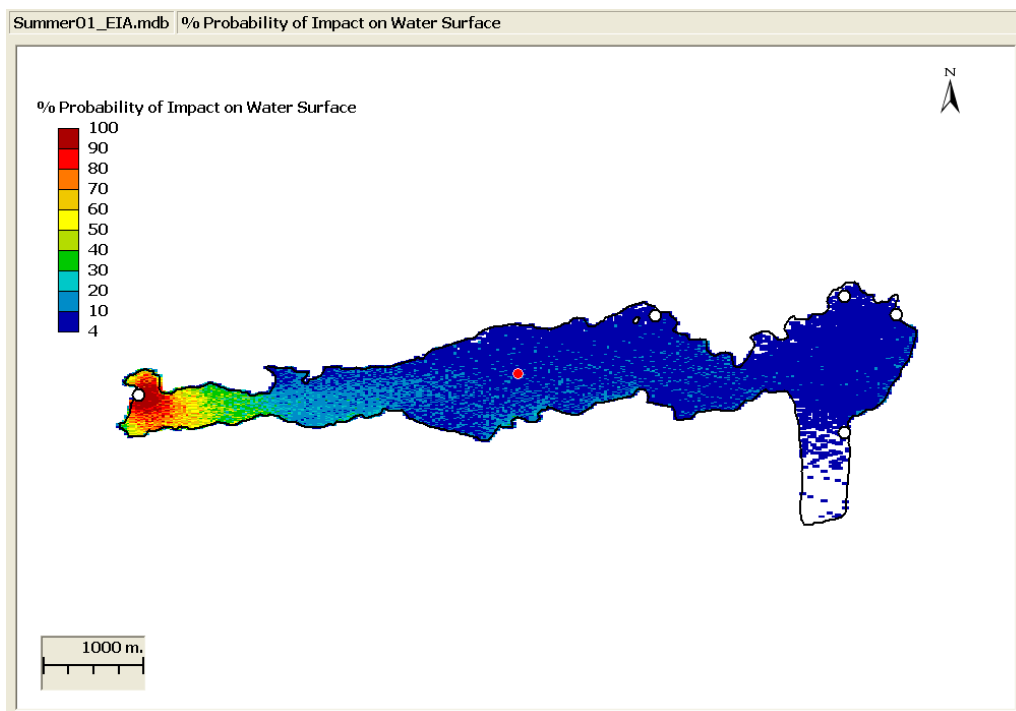 Summer01_EIA.mdb % Probability of Impact on Water Surface
N
% Probability of Impact on Water Surface
100
90
80
70
60
50
40
30
20
10
4
1000 m.